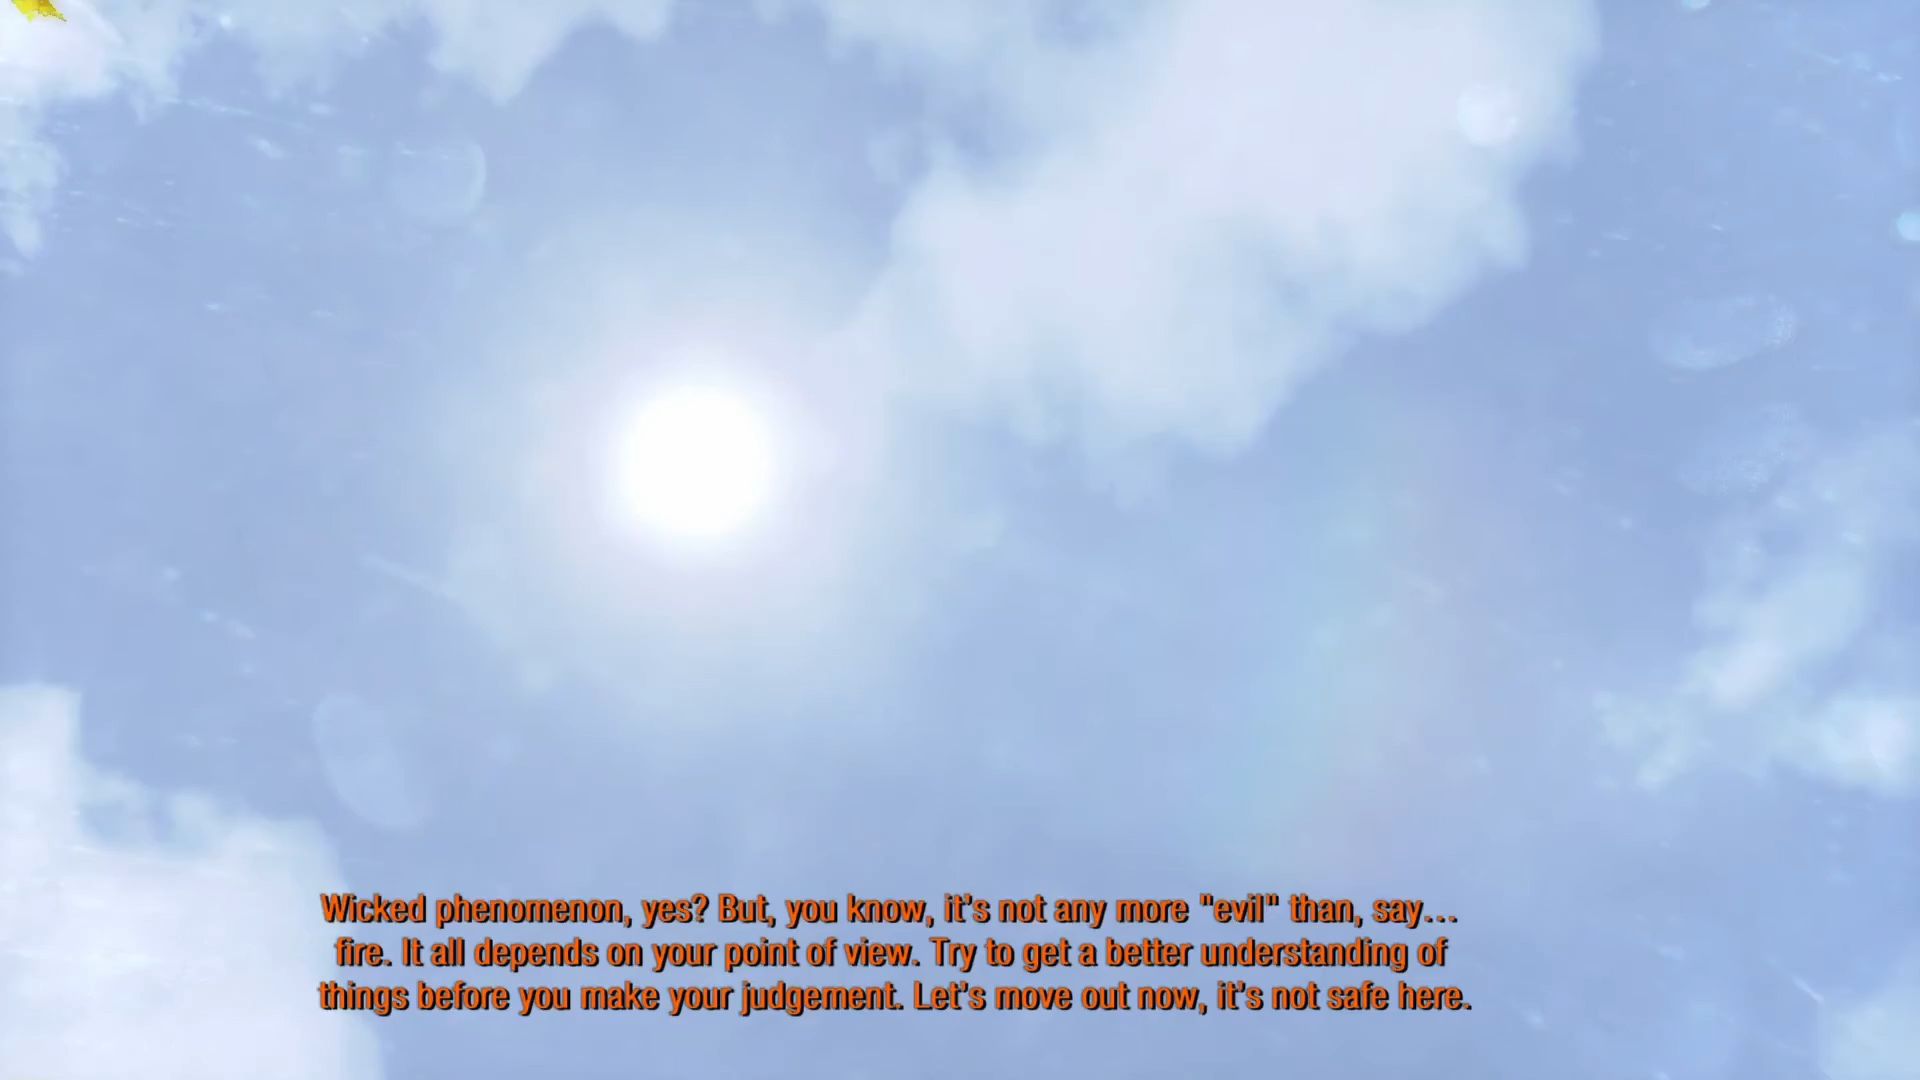 Wicked phenomenon, yes? But, you know, it's not any more "evil" than, say...
fire. It all depends on your point of view. Try to get a better understanding of
things before you make your judgement. Let's move out now, it's not safe here.